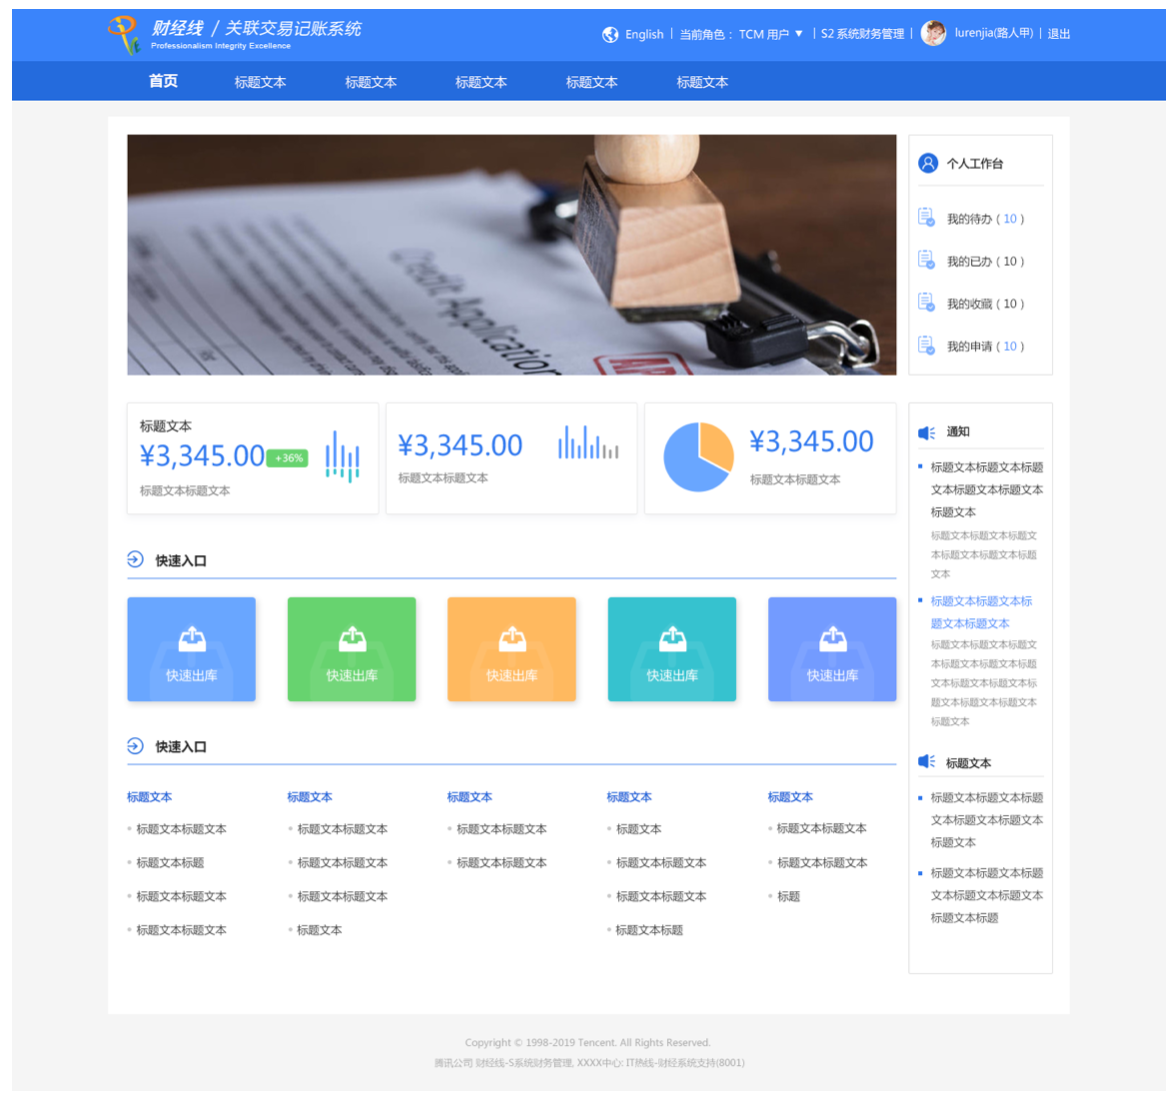 财经线 / 关联交易记账系统
Professionalism Integrity Excellence
English | 当前角色： TCM 用户 ▼ | S2 系统财务管理 | lurenjia(路人甲) | 退出
首页 标题文本 标题文本 标题文本 标题文本 标题文本
Credit Application
个人工作台
我的待办 ( 10 )
我的已办 ( 10 )
我的收藏 ( 10 )
我的申请 ( 10 )
标题文本
¥3,345.00 +36%
标题文本标题文本
¥3,345.00
标题文本标题文本
¥3,345.00
标题文本标题文本
快速入口
快速出库 快速出库 快速出库 快速出库 快速出库
快速入口
标题文本
标题文本标题文本
标题文本标题
标题文本标题文本
标题文本标题文本
标题文本
标题文本标题文本
标题文本标题文本
标题文本标题文本
标题文本
标题文本
标题文本标题文本
标题文本标题文本
标题文本
标题文本
标题文本标题文本
标题文本标题文本
标题文本标题
标题文本
标题文本标题文本
标题文本标题文本
标题
通知
标题文本标题文本标题
文本标题文本标题文本
标题文本
标题文本标题文本标题文
本标题文本标题文本标题
文本
标题文本标题文本标
题文本标题文本
标题文本标题文本标题文
本标题文本标题文本标题
文本标题文本标题文本标
题文本标题文本标题文本
标题文本
标题文本
标题文本标题文本标题
文本标题文本标题文本
标题文本
标题文本标题文本标题
文本标题文本标题文本
标题文本标题
Copyright © 1998-2019 Tencent. All Rights Reserved.
腾讯公司 财经线-S系统财务管理, XXXX中心: IT热线-财经系统支持(8001)